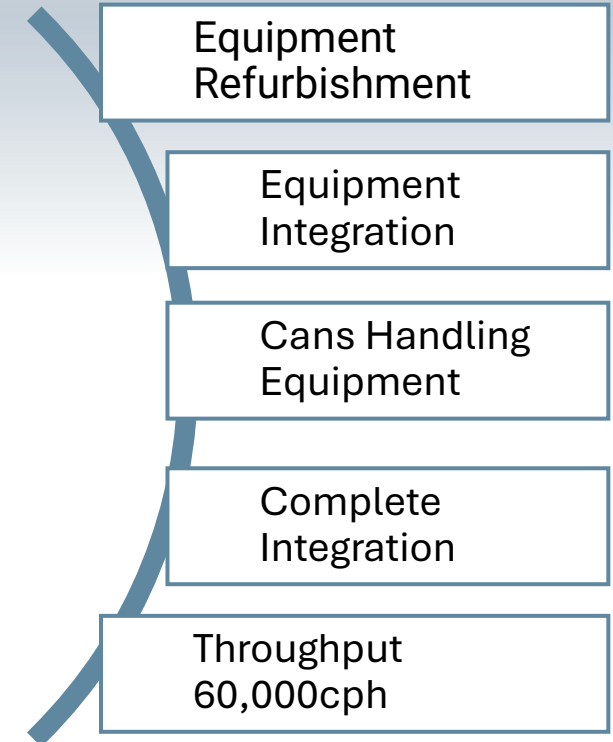 Equipment
Refurbishment
Equipment
Integration
Cans Handling
Equipment
Complete
Integration
Throughput
60,000cph